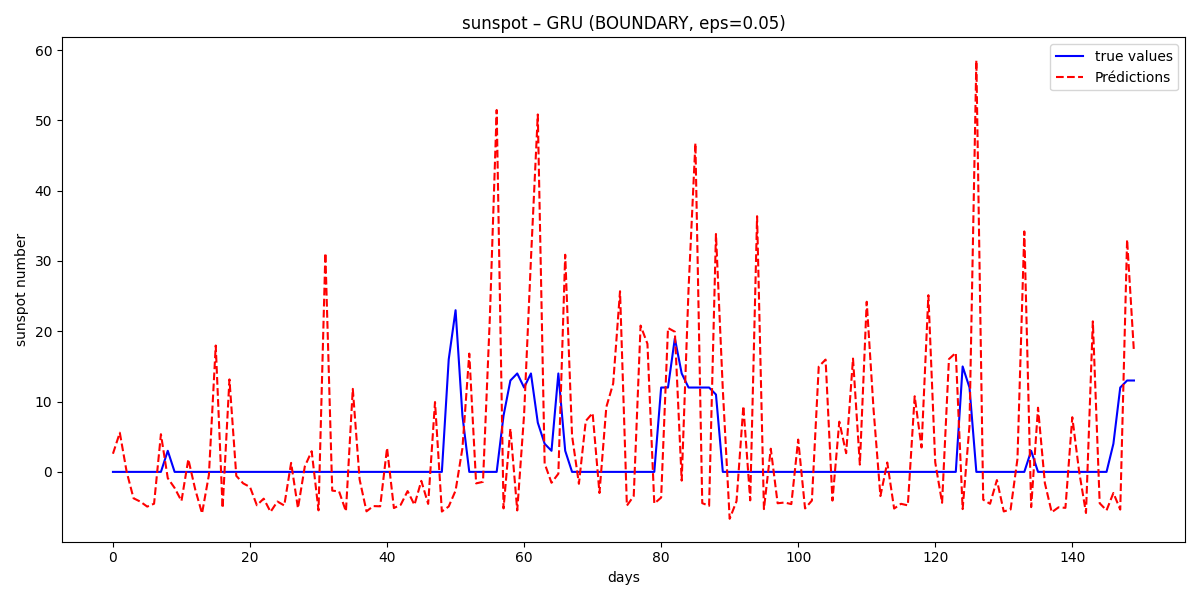 sunspot – GRU (BOUNDARY, eps=0.05)
true values
Prédictions
60
50
40
30
20
10
0
sunspot number
0 20 40 60 80 100 120 140
days